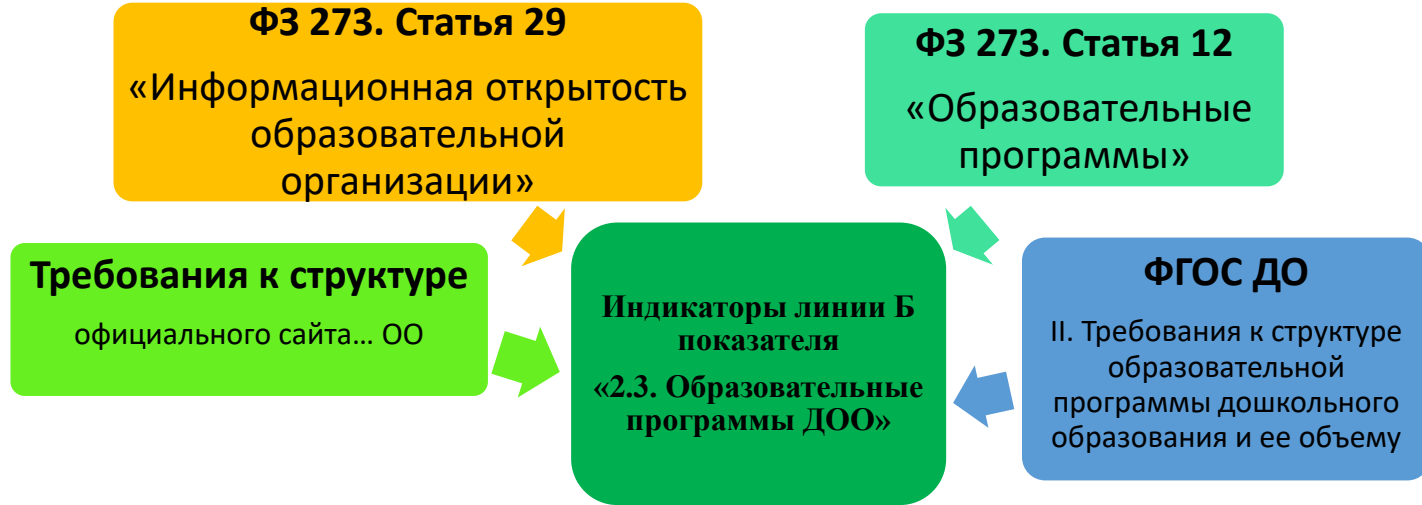 ФЗ 273. Статья 29
«Информационная открытость
образовательной
организации»
ФЗ 273. Статья 12
«Образовательные
программы»
Требования к структуре
официального сайта... ОО
Индикаторы линии Б
показателя
«2.3. Образовательные
программы ДОО»
ФГОС ДО
II. Требования к структуре
образовательной
программы дошкольного
образования и ее объему